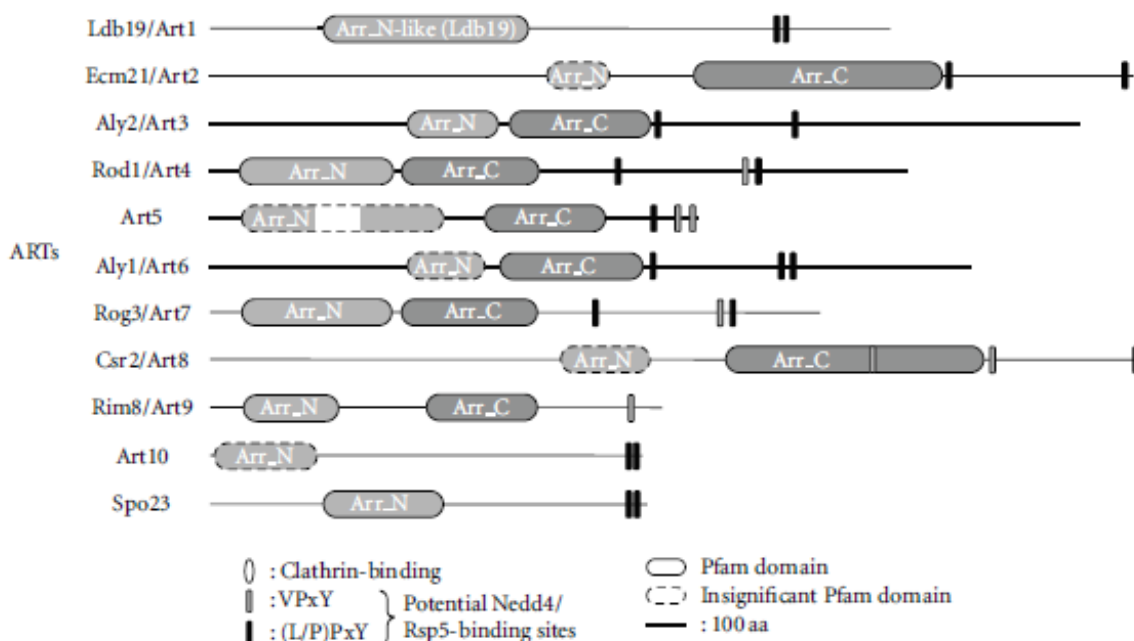 Ldb19/Art1 Arr_N-like (Ldb19)
Ecm21/Art2 Arr_N Arr_C
Aly2/Art3 Arr_N Arr_C
Rod1/Art4 Arr_N Arr_C
Art5 Arr_N Arr_C
ARTs
Aly1/Art6 Arr_N Arr_C
Rog3/Art7 Arr_N Arr_C
Csr2/Art8 Arr_N Arr_C
Rim8/Art9 Arr_N Arr_C
Art10 Arr_N
Spo23 Arr_N
: Clathrin-binding
: VPxY
: (L/P)PxY
Potential Nedd4/
Rsp5-binding sites
Pfam domain
Insignificant Pfam domain
: 100 aa